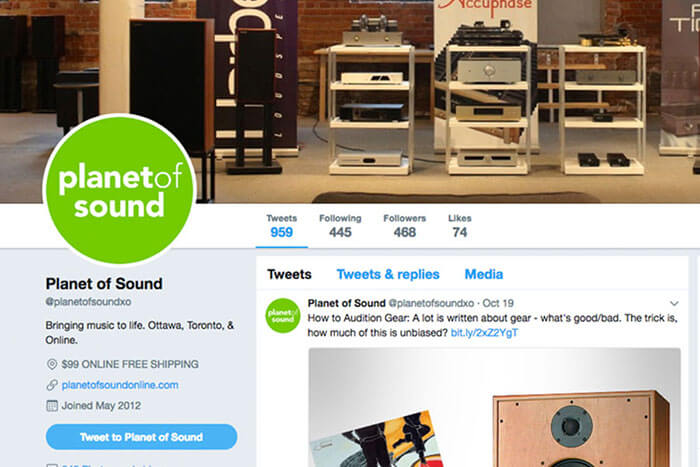 Accuphase
planetof
sound
Tweets
959
Following
445
Followers
468
Likes
74
Planet of Sound
@planetofsoundxo
Bringing music to life. Ottawa, Toronto, &
Online.
$99 ONLINE FREE SHIPPING
planetofsoundonline.com
Joined May 2012
Tweet to Planet of Sound
Tweets Tweets & replies Media
planetof
sound
Planet of Sound @planetofsoundxo · Oct 19
How to Audition Gear: A lot is written about gear - what's good/bad. The trick is,
how much of this is unbiased? bit.ly/2xZ2YgT